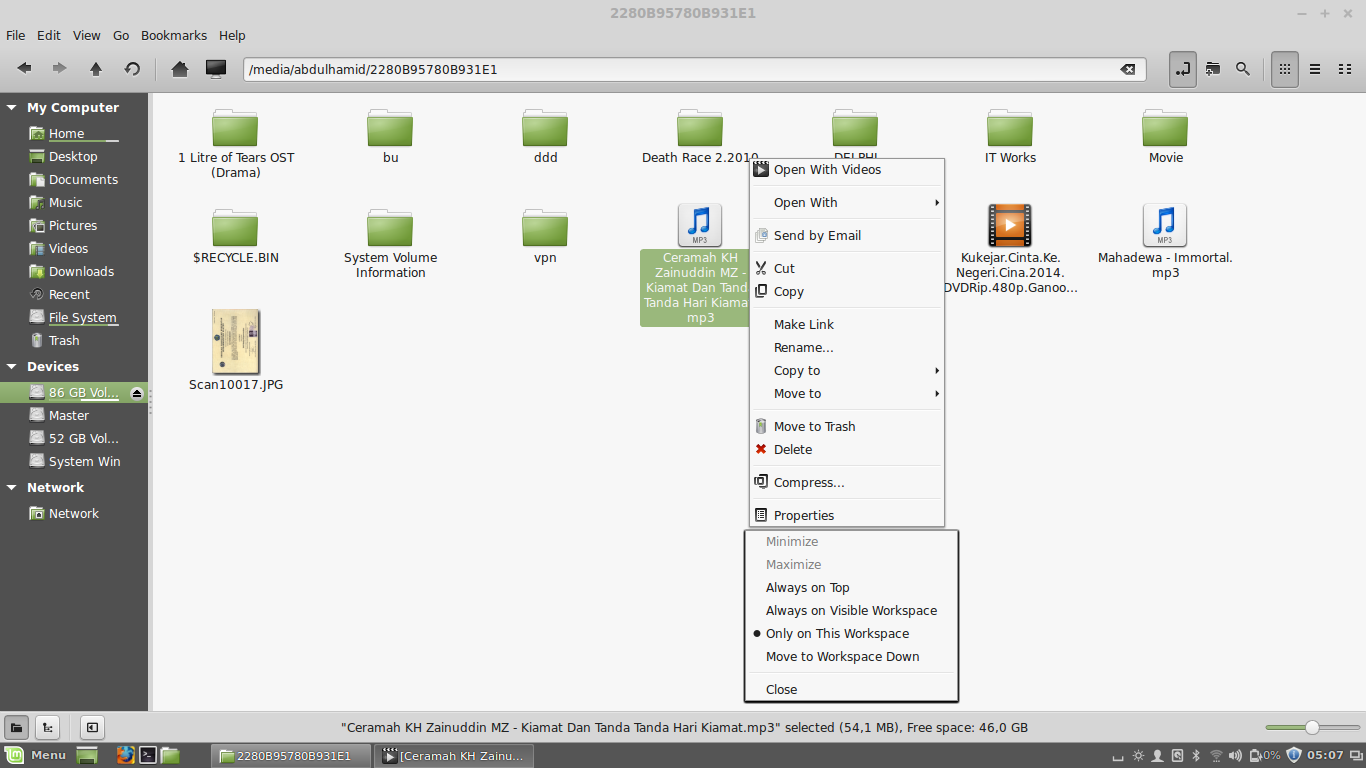 2280B95780B931E1
File Edit View Go Bookmarks Help
/media/abdulhamid/2280B95780B931E1
My Computer
Home
Desktop
Documents
Music
Pictures
Videos
Downloads
Recent
File System
Trash
Devices
86 GB Vol...
Master
52 GB Vol...
System Win
Network
Network
1 Litre of Tears OST
(Drama)
bu
ddd
Death Race 2.2010
DELPHI
IT Works
Movie
$RECYCLE.BIN
System Volume
Information
vpn
MP3
Ceramah KH
Zainuddin MZ -
Kiamat Dan Tanda
Tanda Hari Kiamat.
mp3
Kukejar.Cinta.Ke.
Negeri.Cina.2014.
DVDRip.480p.Ganoo...
MP3
Mahadewa - Immortal.
mp3
Scan10017.JPG
Open With Videos
Open With
Send by Email
Cut
Copy
Make Link
Rename...
Copy to
Move to
Move to Trash
Delete
Compress...
Properties
Minimize
Maximize
Always on Top
Always on Visible Workspace
Only on This Workspace
Move to Workspace Down
Close
"Ceramah KH Zainuddin MZ - Kiamat Dan Tanda Tanda Hari Kiamat.mp3" selected (54,1 MB), Free space: 46,0 GB
Menu
2280B95780B931E1
[Ceramah KH Zainu...
0%
05:07